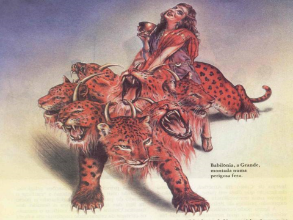 Babilônia, a Grande,
montada numa
perigosa fera.